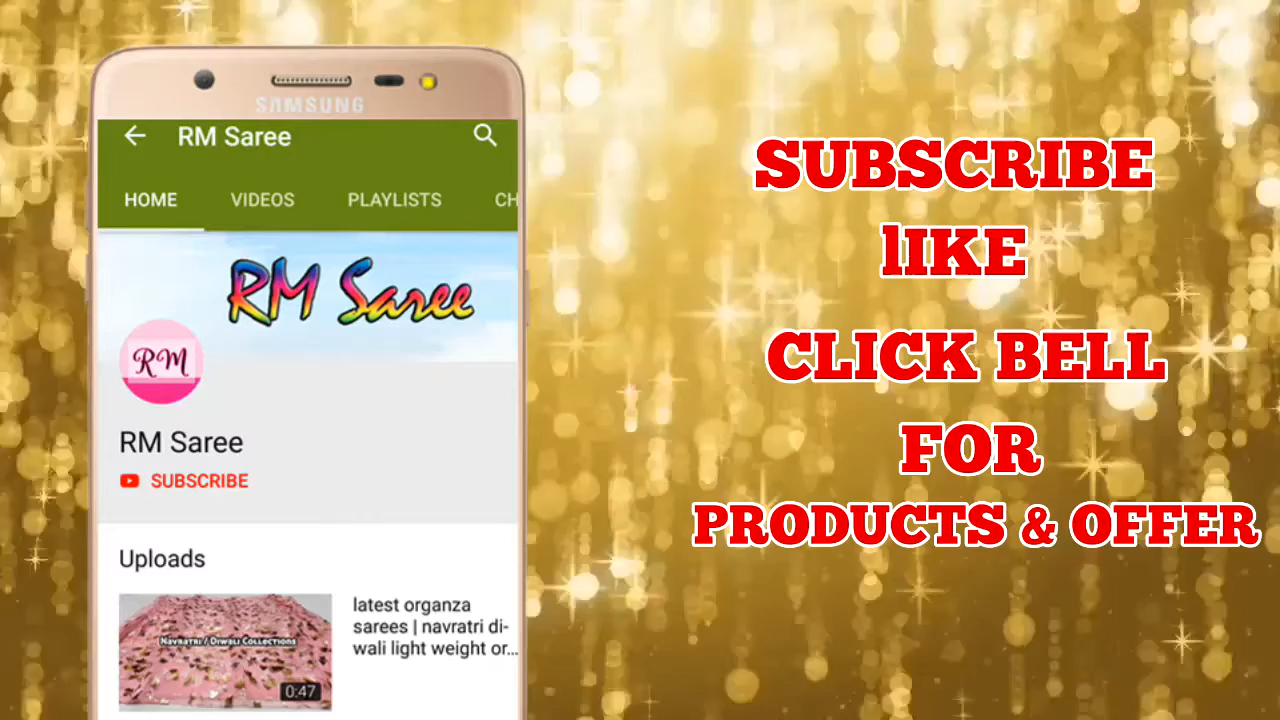 SAMSUNG
RM Saree
HOME VIDEOS PLAYLISTS CH
RM Saree
RM
RM Saree
SUBSCRIBE
Uploads
Navratri / Diwali Collections
0:47
latest organza
sarees | navratri di-
wali light weight or...
SUBSCRIBE
lIKE
CLICK BELL
FOR
PRODUCTS & OFFER